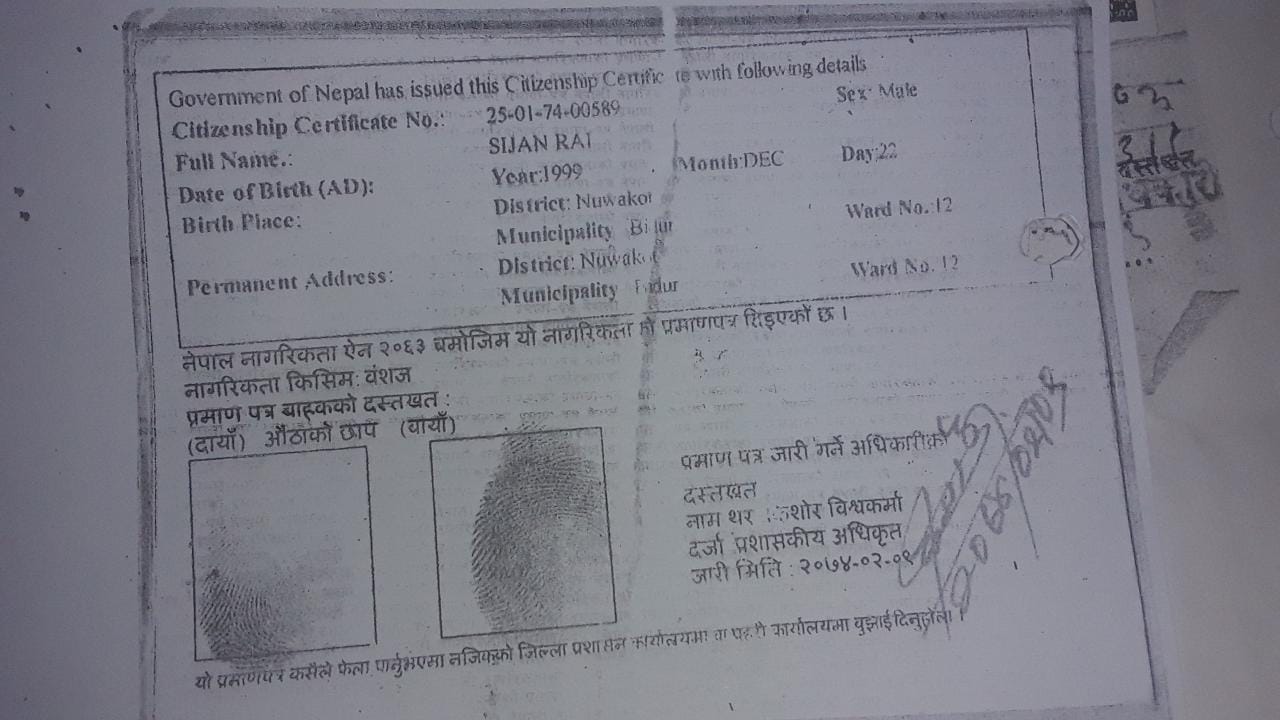 Government of Nepal has issued this Citizenship Certific te with following details
Citizenship Certificate No.: 25-01-74-00589 Sex: Male
Full Name.: SIJAN RAI
Date of Birth (AD): Year:1999 Month:DEC Day:22
Birth Place: District: Nuwakot
Municipality Bidur Ward No.:12
Permanent Address: District: Nuwakot
Municipality Bidur Ward No. 12
नेपाल नागरिकता ऐन २०६३ बमोजिम यो नागरिकता को प्रमाणपत्र दिइएको छ ।
नागरिकता किसिम: वंशज
प्रमाण पत्र बाहकको दस्तखत :
(दायाँ) औंठाको छाप (बायाँ)
प्रमाण पत्र जारी गर्ने अधिकारीको
दस्तखत
नाम थर : किशोर विश्वकर्मा
दर्जा प्रशासकीय अधिकृत
जारी मिति : २०७४-०२-०९
यो प्रमाणपत्र कसैले फेला पार्नुभएमा नजिकको जिल्ला प्रशासन कार्यालयमा वा प्रहरी कार्यालयमा बुझाई दिनुहोला ।